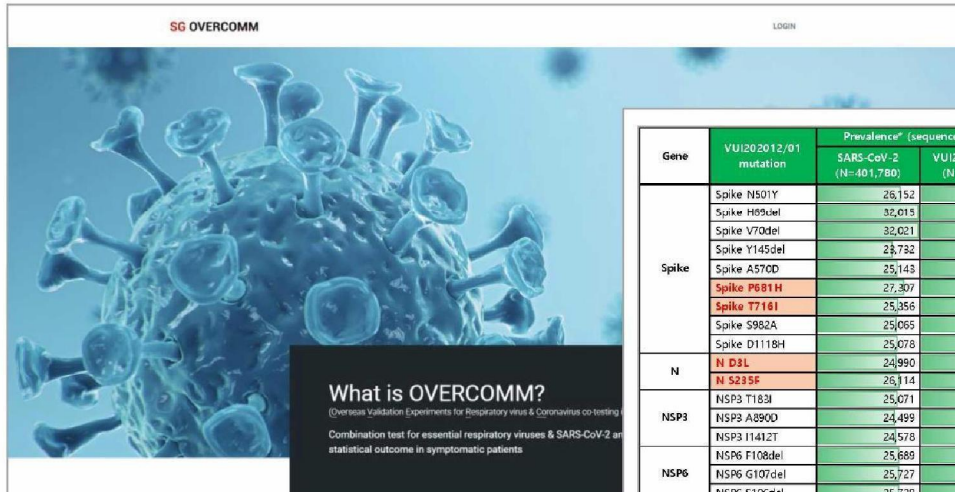 SG OVERCOMM
LOGIN
What is OVERCOMM?
(Overseas Validation Experiments for Respiratory virus & Coronavirus co-testing
Combination test for essential respiratory viruses & SARS-CoV-2
statistical outcome in symptomatic patients
Gene VUI202012/01 mutation Prevalence*
SARS-CoV-2 (N=401,780)
Spike
Spike N501Y 26,152
Spike H69del 32,015
Spike V70del 32,021
Spike Y145del 23,732
Spike A570D 25,143
Spike P681H 27,307
Spike T716I 25,356
Spike S982A 25,065
Spike D1118H 25,078
N
N D3L 24,990
N S235F 26,114
NSP3
NSP3 T183I 25,071
NSP3 A890D 24,499
NSP3 I1412T 24,578
NSP6
NSP6 F108del 25,689
NSP6 G107del 25,727